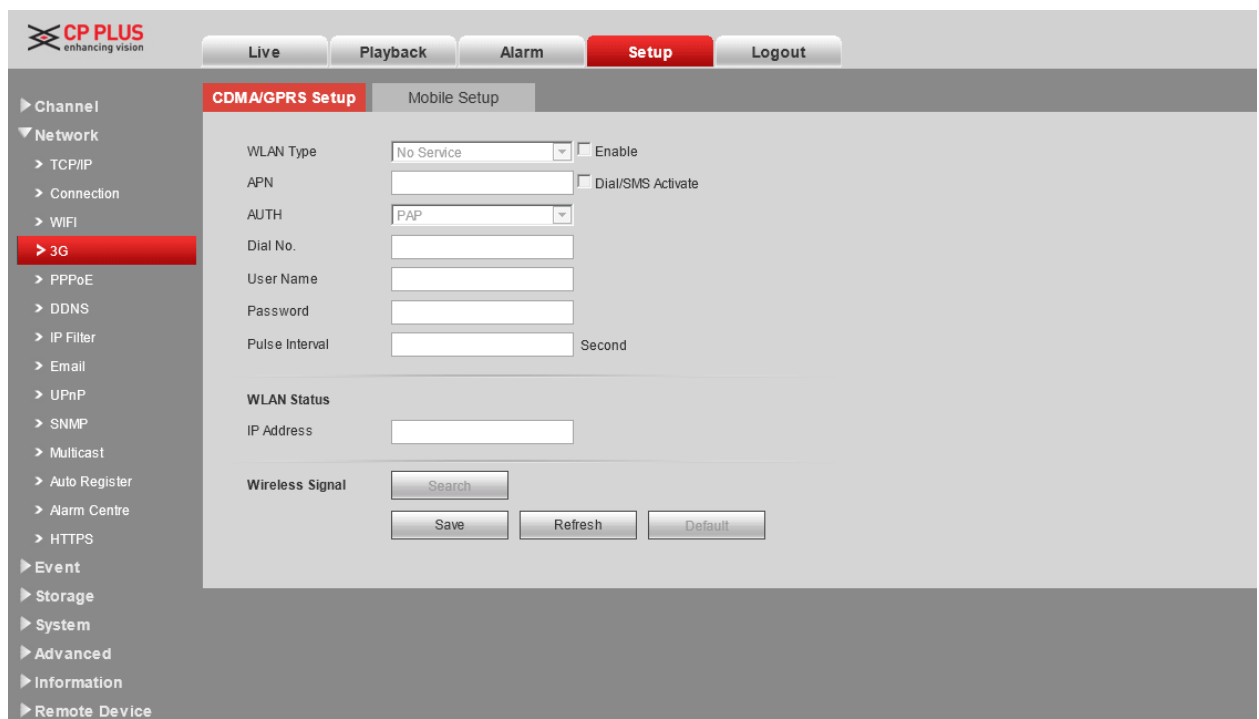 CP PLUS
enhancing vision
Live Playback Alarm Setup Logout
CDMA/GPRS Setup Mobile Setup
Channel
Network
TCP/IP
Connection
WIFI
3G
PPPoE
DDNS
IP Filter
Email
UPnP
SNMP
Multicast
Auto Register
Alarm Centre
HTTPS
Event
Storage
System
Advanced
Information
Remote Device
WLAN Type No Service Enable
APN Dial/SMS Activate
AUTH PAP
Dial No.
User Name
Password
Pulse Interval Second
WLAN Status
IP Address
Wireless Signal Search
Save Refresh Default